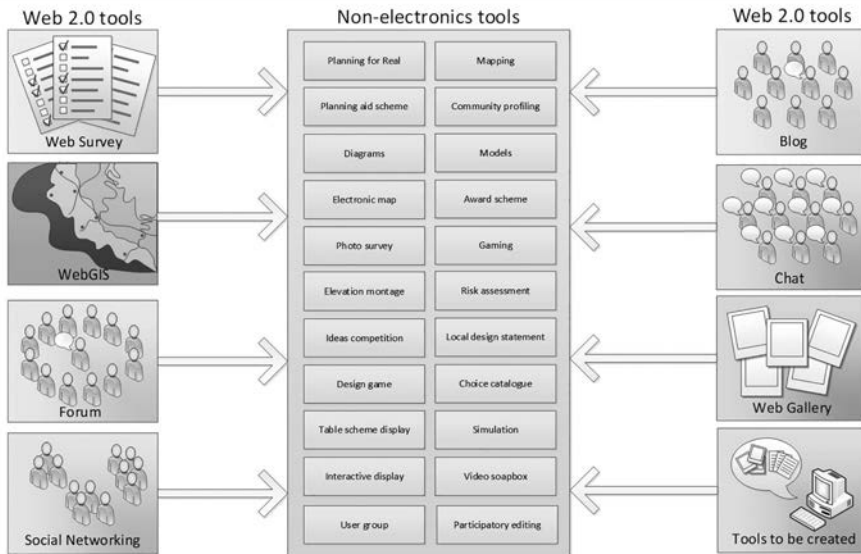 Web 2.0 tools
Web Survey
WebGIS
Forum
Social Networking
Non-electronics tools
Planning for Real
Mapping
Planning aid scheme
Community profiling
Diagrams
Models
Electronic map
Award scheme
Photo survey
Gaming
Elevation montage
Risk assessment
Ideas competition
Local design statement
Design game
Choice catalogue
Table scheme display
Simulation
Interactive display
Video soapbox
User group
Participatory editing
Web 2.0 tools
Blog
Chat
Web Gallery
Tools to be created